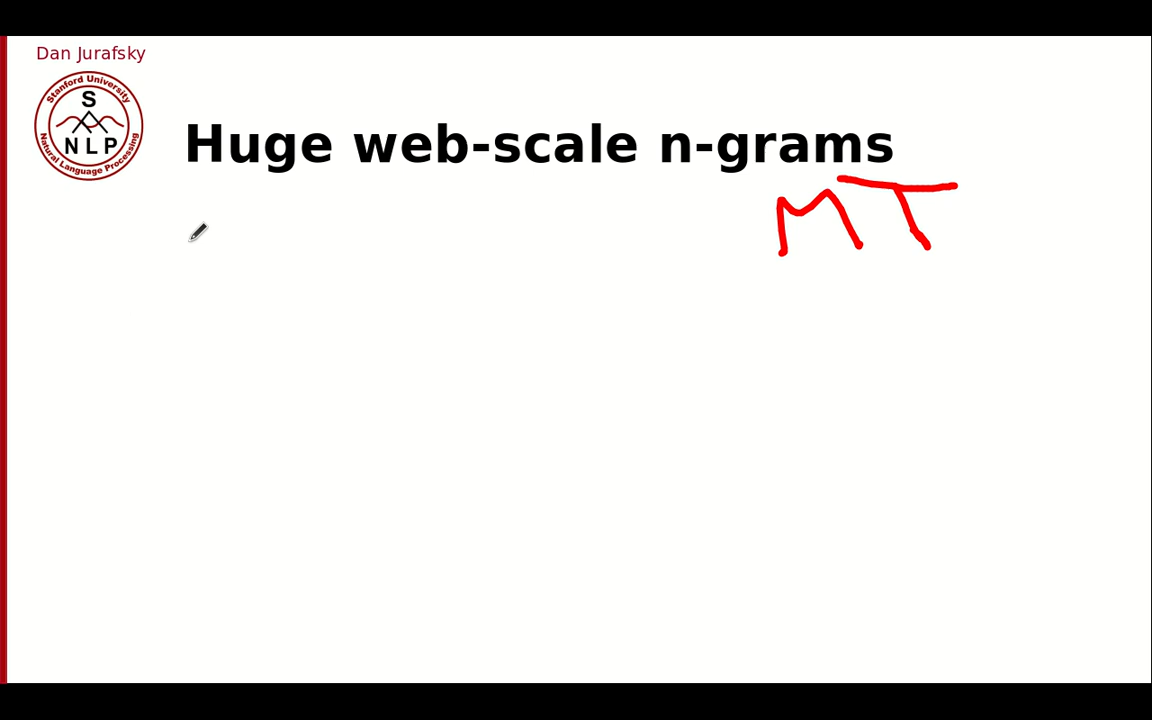 Dan Jurafsky
Stanford University
S
NLP
Natural Language Processing
Huge web-scale n-grams
MT